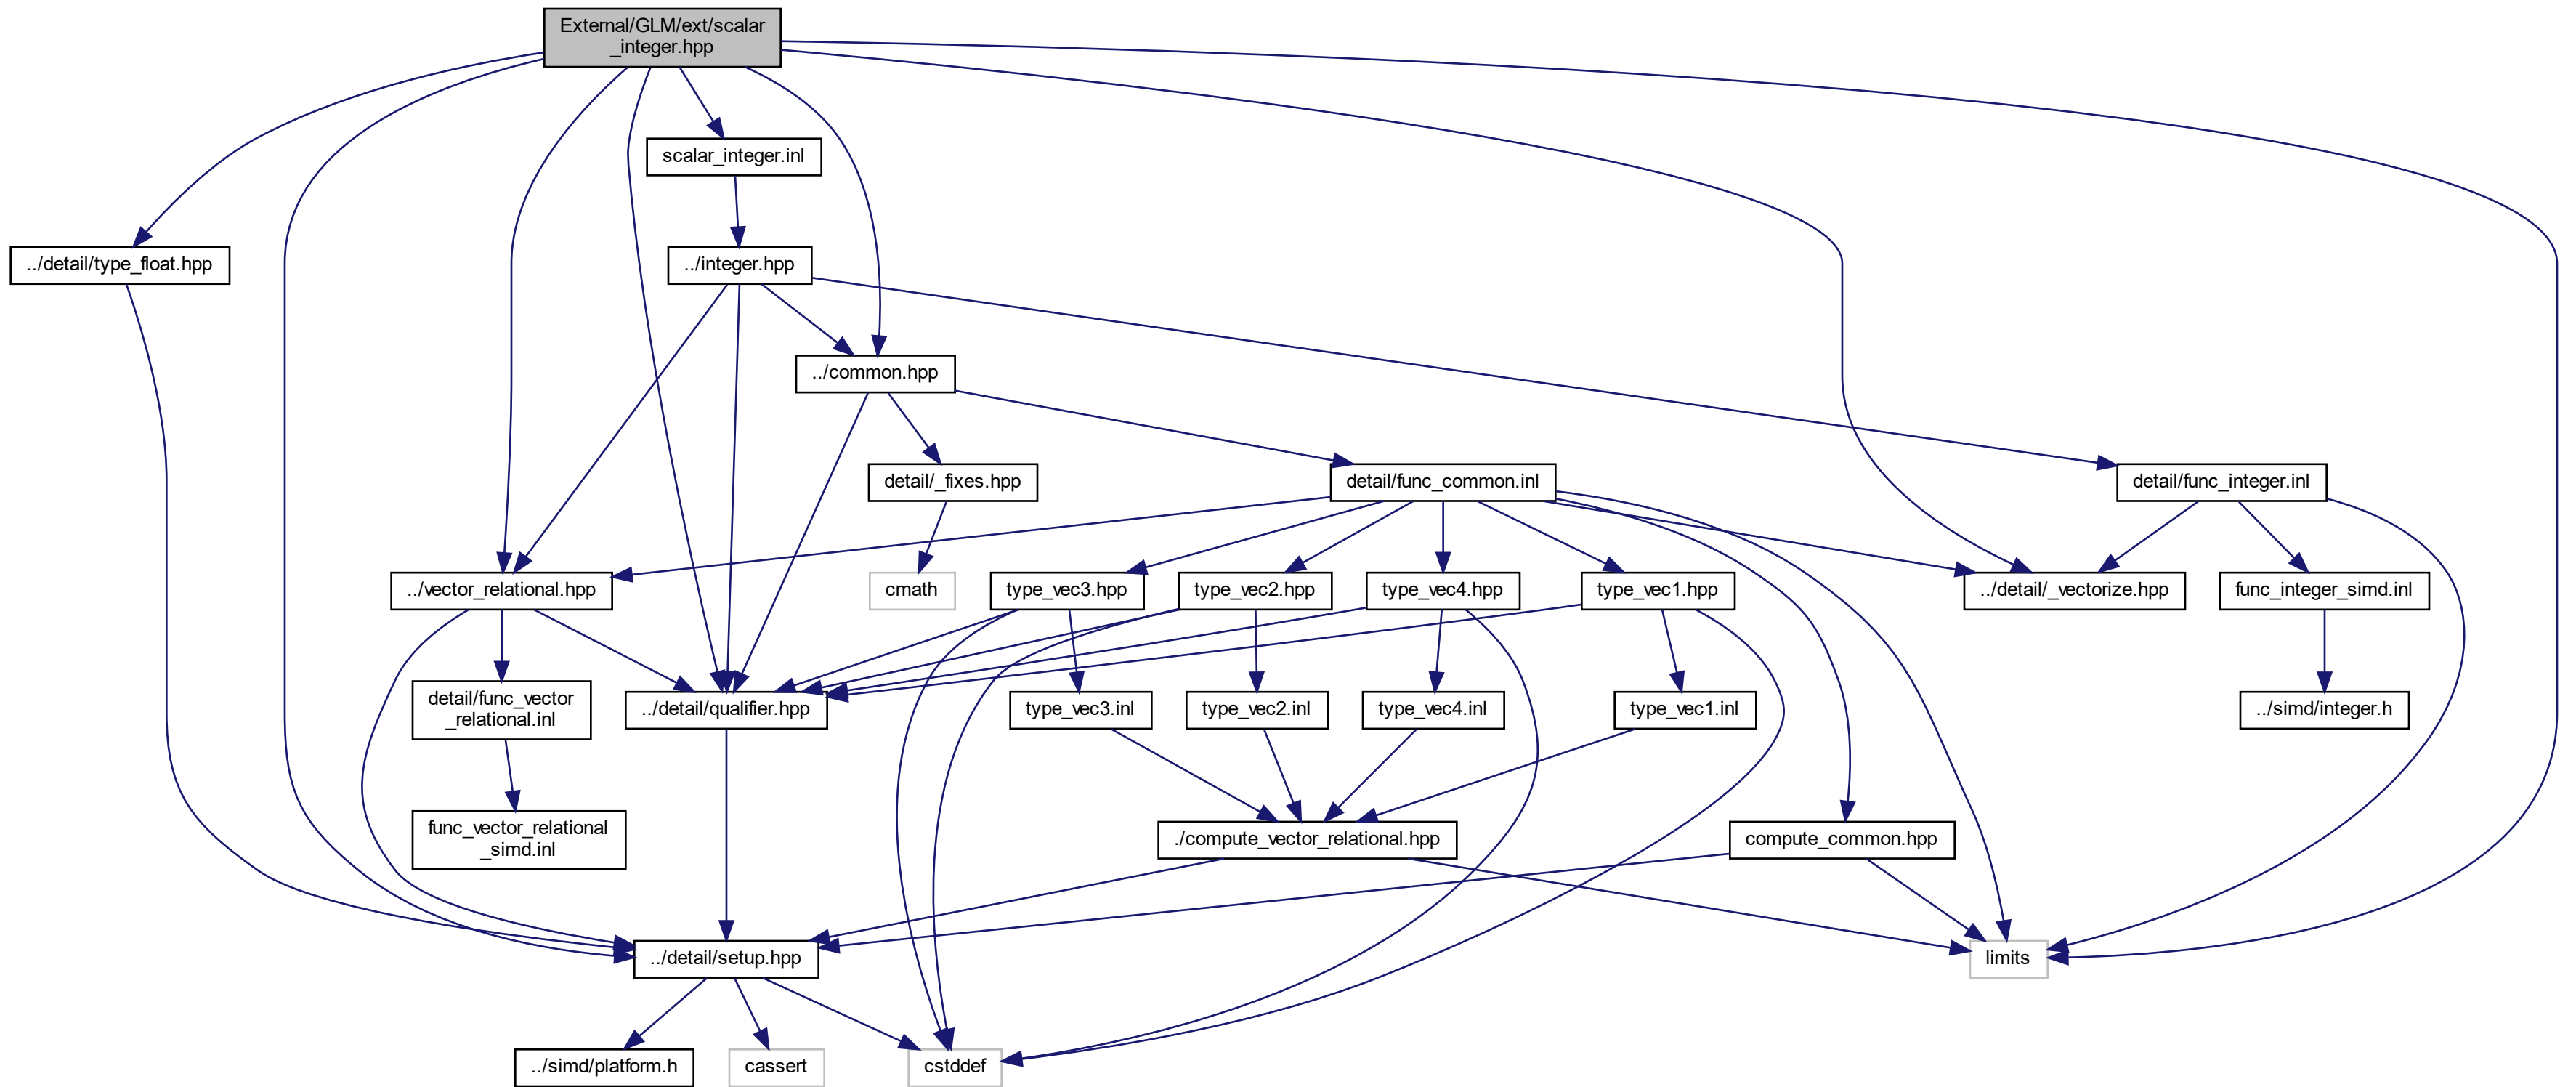 External/GLM/ext/scalar
_integer.hpp
scalar_integer.inl
../detail/type_float.hpp
../integer.hpp
../common.hpp
detail/_fixes.hpp
detail/func_common.inl
detail/func_integer.inl
../vector_relational.hpp
cmath
type_vec3.hpp
type_vec2.hpp
type_vec4.hpp
type_vec1.hpp
../detail/_vectorize.hpp
func_integer_simd.inl
detail/func_vector
_relational.inl
../detail/qualifier.hpp
type_vec3.inl
type_vec2.inl
type_vec4.inl
type_vec1.inl
../simd/integer.h
func_vector_relational
_simd.inl
./compute_vector_relational.hpp
compute_common.hpp
../detail/setup.hpp
limits
../simd/platform.h
cassert
cstddef